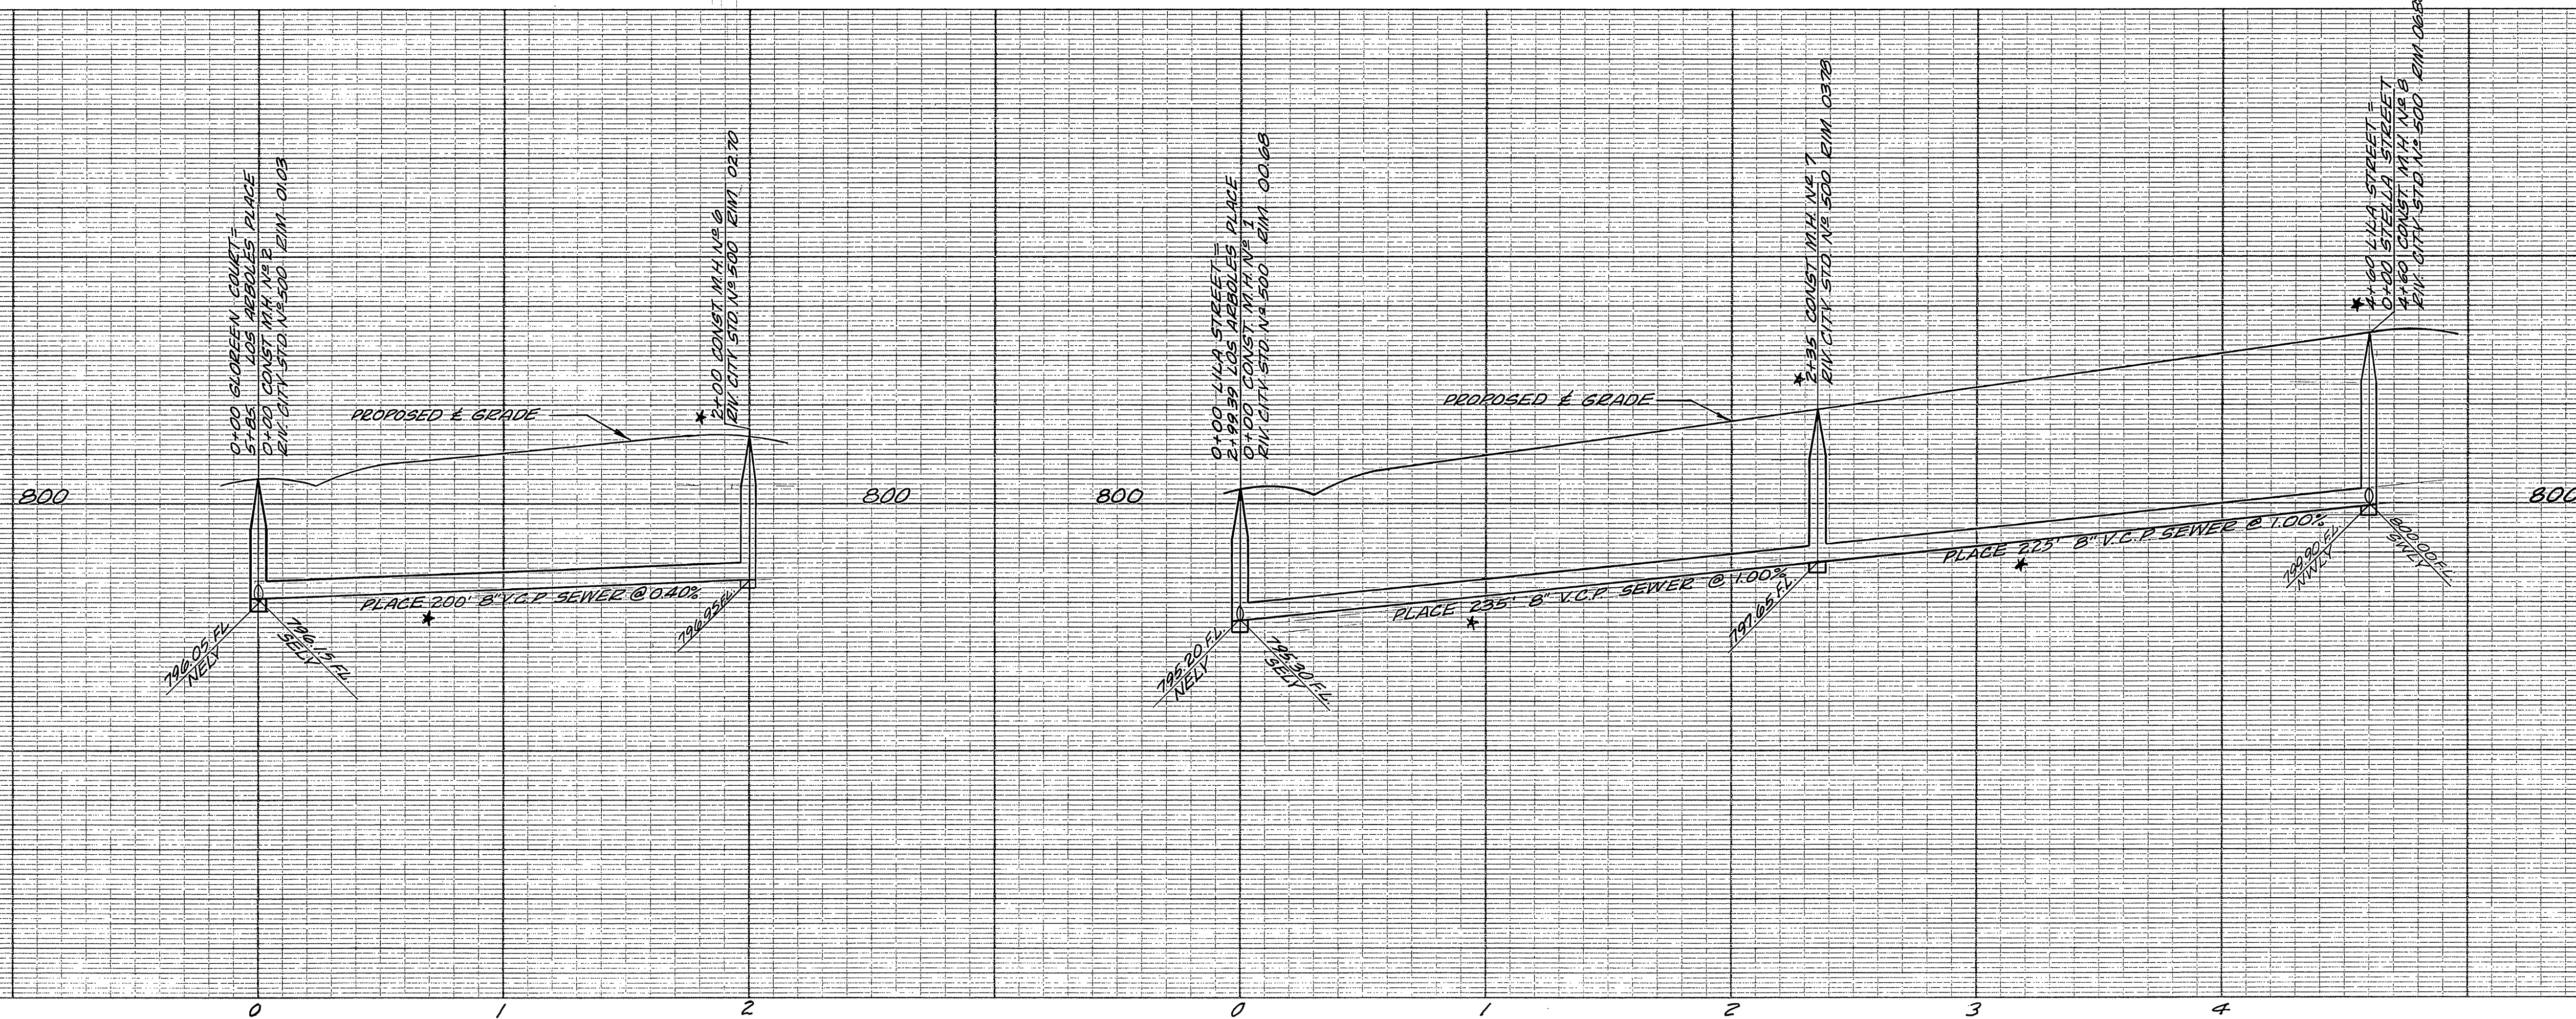 0+00 GLOREEN COURT=
5+85 LOS ARBOLES PLACE
0+00 CONST M.H. Nº 2
RIV. CITY STD. Nº 500 RIM 01.03
PROPOSED ℄ GRADE
★ 2+00 CONST M.H. Nº 6
RIV CITY STD. Nº 500 RIM 02.70
800
800
PLACE 200' 8" V.C.P. SEWER @ 0.40%
★
796.05 FL
NELY
796.15 FL.
SELY
796.95 FL.
0+00 LILA STREET=
2+99.39 LOS ARBOLES PLACE
0+00 CONST. M.H. Nº 1
RIV. CITY. STD. Nº 500 RIM 00.68
PROPOSED ℄ GRADE
★ 2+35 CONST M.H. Nº 7
RIV. CITY STD. Nº 500 RIM 03.78
★ 4+60 LILA STREET=
0+00 STELLA STREET
4+60 CONST. M.H. Nº 8
RIV. CITY STD. Nº 500 RIM
800
800
PLACE 235' 8" V.C.P. SEWER @ 1.00%
★
PLACE 225' 8" V.C.P. SEWER @ 1.00%
★
795.20 F.L.
NELY
795.30 F.L.
SELY
797.65 F.L.
799.90 F.L.
NWLY
800.00 F.L.
SWLY
0 1 2 0 1 2 3 4